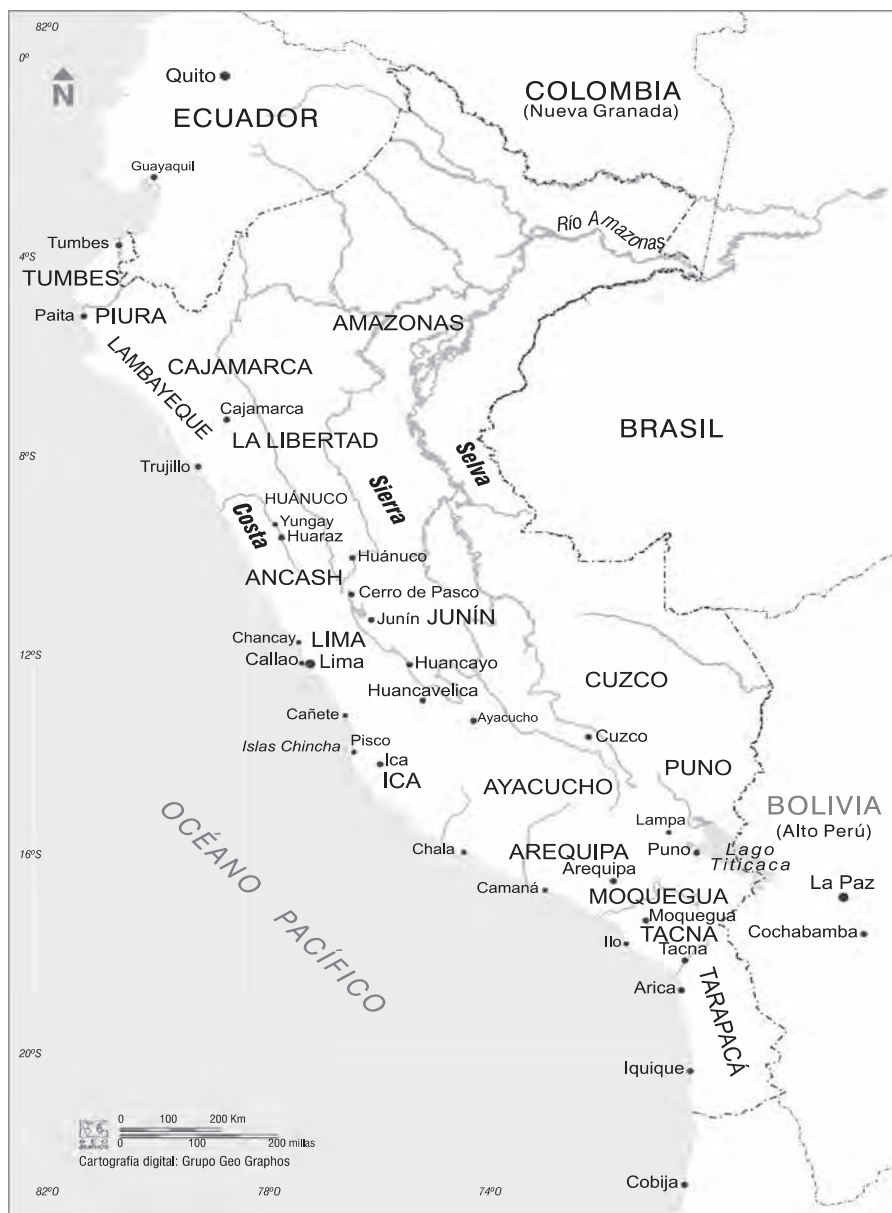 82º0
0º
N
Quito
COLOMBIA
(Nueva Granada)
ECUADOR
Guayaquil
Río Amazonas
Tumbes
4ºS
TUMBES
Paita
PIURA
AMAZONAS
LAMBAYEQUE
CAJAMARCA
Cajamarca
LA LIBERTAD
BRASIL
8ºS
Trujillo
Sierra
Selva
HUÁNUCO
Costa
Yungay
Huaraz
Huánuco
ANCASH
Cerro de Pasco
Junín
JUNÍN
Chancay
LIMA
12ºS
Callao
Lima
Huancayo
CUZCO
Huancavelica
Cañete
Ayacucho
Pisco
Cuzco
Islas Chincha
Ica
ICA
PUNO
AYACUCHO
BOLIVIA
(Alto Perú)
OCÉANO PACÍFICO
Lampa
16ºS
Chala
AREQUIPA
Puno
Lago
Titicaca
Arequipa
Camaná
MOQUEGUA
La Paz
Moquegua
TACNA
Cochabamba
Ilo
Tacna
Arica
TARAPACÁ
20ºS
Iquique
0 100 200 Km
0 100 200 millas
Cartografía digital: Grupo Geo Graphos
Cobija
82º0
78ºO
74ºO